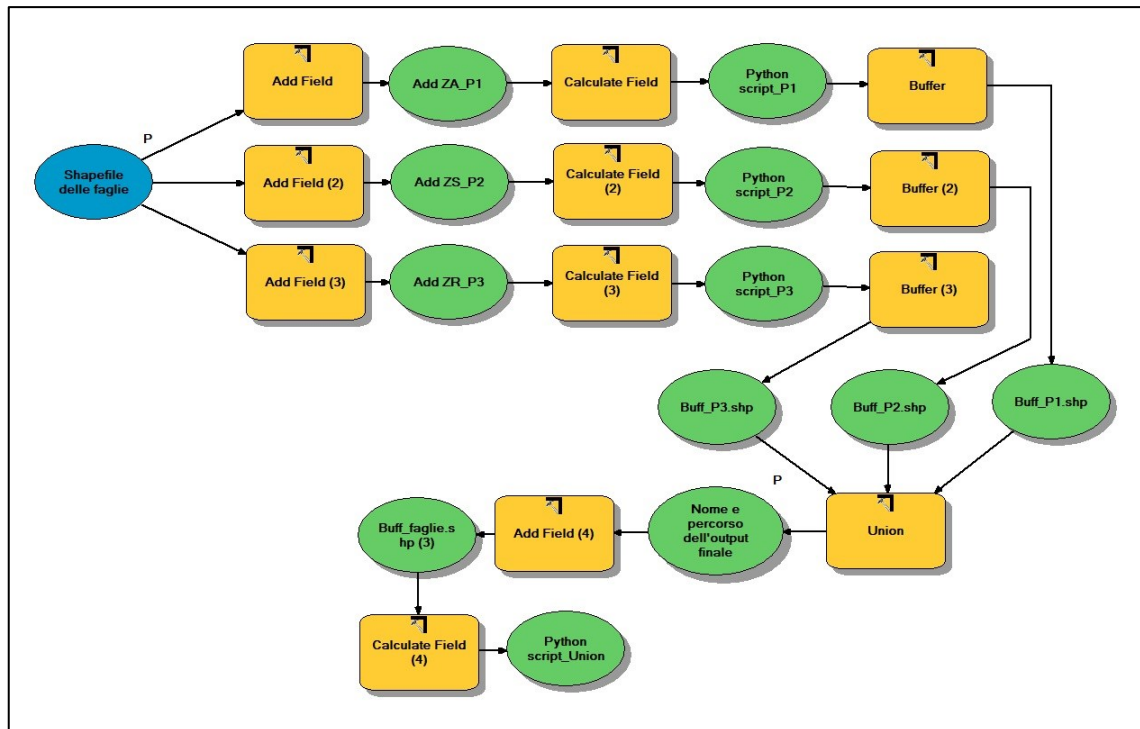 Add Field
Add ZA_P1
Calculate Field
Python
script_P1
Buffer
P
Shapefile
delle faglie
Add Field (2)
Add ZS_P2
Calculate Field
(2)
Python
script_P2
Buffer (2)
Add Field (3)
Add ZR_P3
Calculate Field
(3)
Python
script_P3
Buffer (3)
Buff_P3.shp
Buff_P2.shp
Buff_P1.shp
P
Buff_faglie.s
hp (3)
Add Field (4)
Nome e
percorso
dell'output
finale
Union
Calculate Field
(4)
Python
script_Union